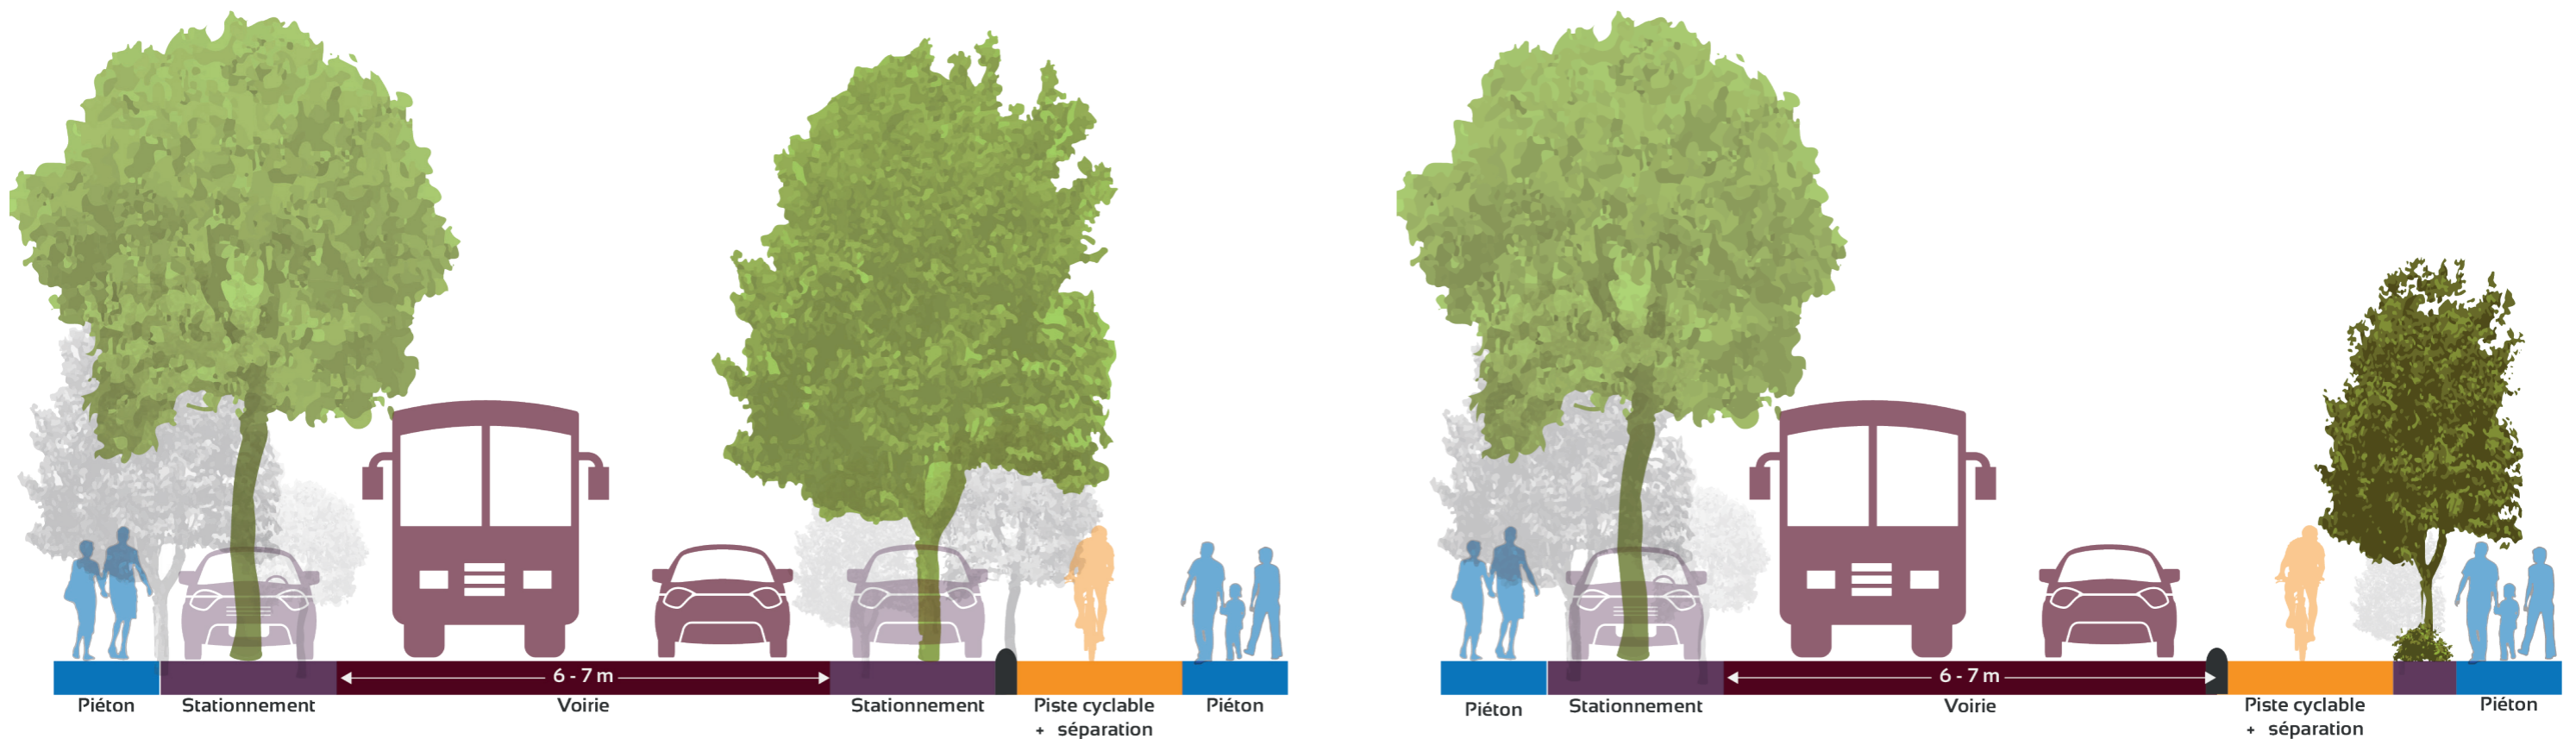 6 - 7 m
Piéton
Stationnement
Voirie
Stationnement
Piste cyclable
+ séparation
Piéton
6 - 7 m
Piéton
Stationnement
Voirie
Piste cyclable
+ séparation
Piéton